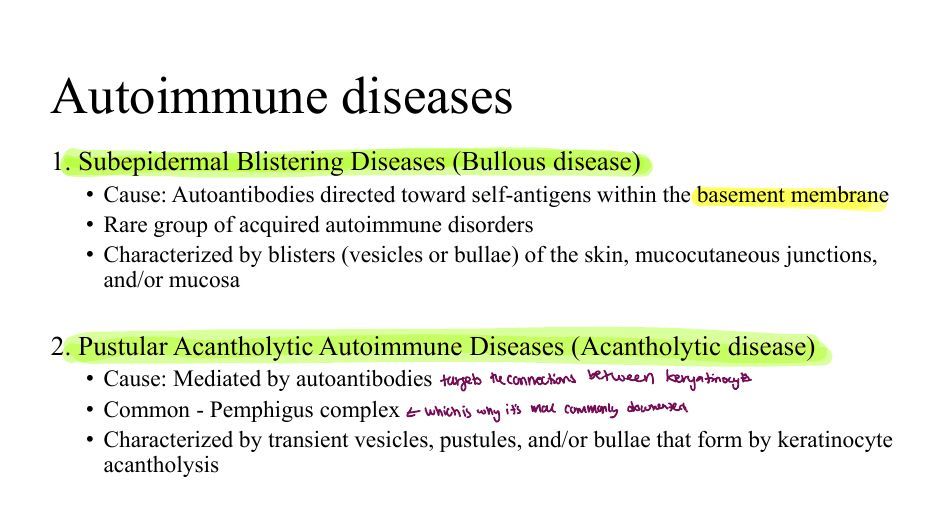 Autoimmune diseases
1. Subepidermal Blistering Diseases (Bullous disease)
• Cause: Autoantibodies directed toward self-antigens within the basement membrane
• Rare group of acquired autoimmune disorders
• Characterized by blisters (vesicles or bullae) of the skin, mucocutaneous junctions,
and/or mucosa
2. Pustular Acantholytic Autoimmune Diseases (Acantholytic disease)
• Cause: Mediated by autoantibodies targets the connections between
• Common - Pemphigus complex ← which is why it's commonly
• Characterized by transient vesicles, pustules, and/or bullae that form by keratinocyte
acantholysis